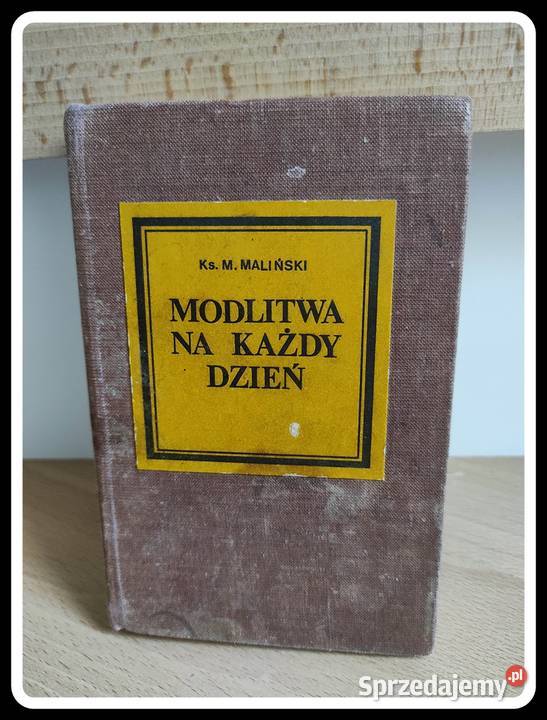 Ks. M. MALIŃSKI
MODLITWA
NA KAŻDY
DZIEŃ
Sprzedajemy.pl